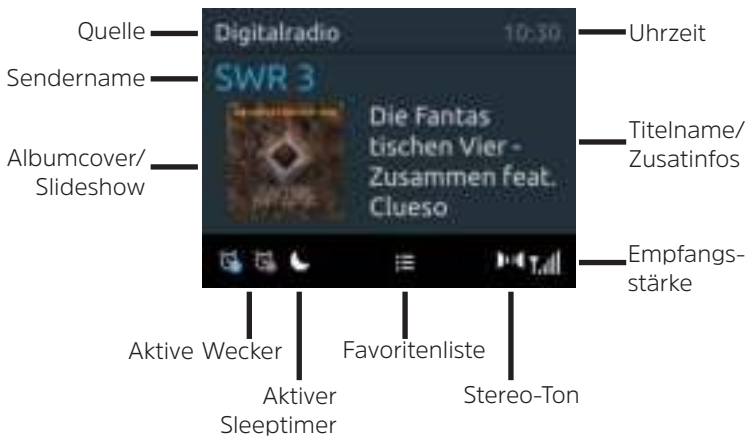 Quelle
Digitalradio
10:30
Uhrzeit
Sendername
SWR 3
Albumcover/
Slideshow
Die Fantas
tischen Vier -
Zusammen feat.
Clueso
Titelname/
Zusatinfos
Empfangs-
stärke
Aktive Wecker
Favoritenliste
Aktiver
Sleeptimer
Stereo-Ton